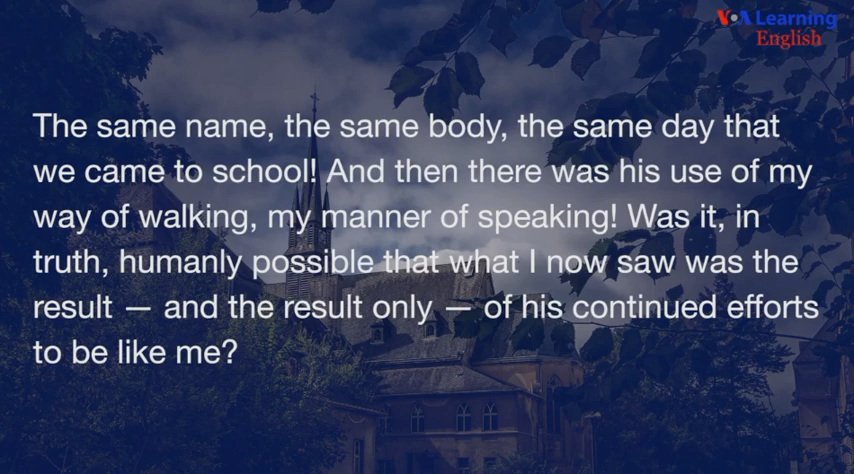 VOA Learning
English
The same name, the same body, the same day that
we came to school! And then there was his use of my
way of walking, my manner of speaking! Was it, in
truth, humanly possible that what I now saw was the
result — and the result only — of his continued efforts
to be like me?